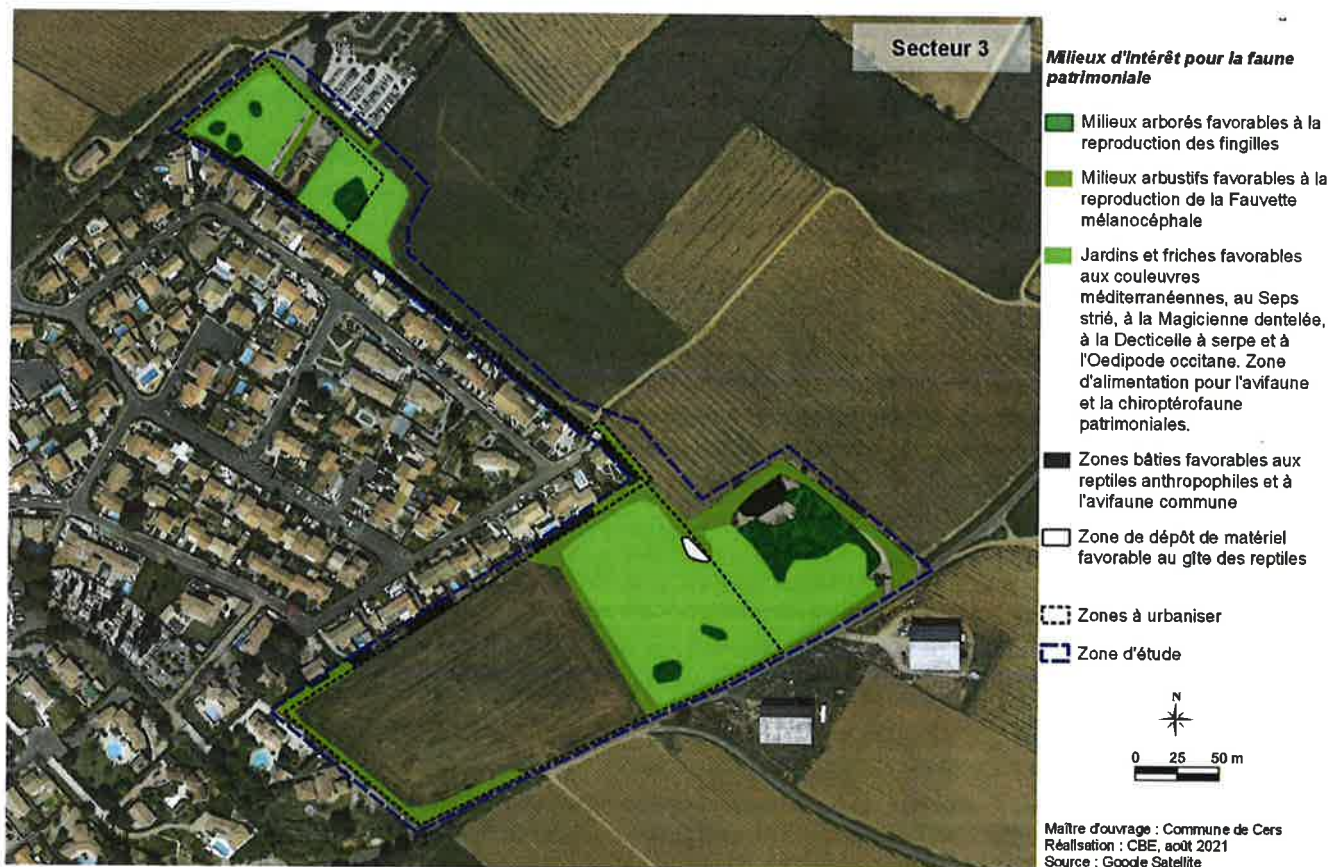 Secteur 3
Milieux d'intérêt pour la faune
patrimoniale
Milieux arborés favorables à la
reproduction des fingilles
Milieux arbustifs favorables à la
reproduction de la Fauvette
mélanocéphale
Jardins et friches favorables
aux couleuvres
méditerranéennes, au Seps
strié, à la Magicienne dentelée,
à la Decticelle à serpe et à
l'Oedipode occitane. Zone
d'alimentation pour l'avifaune
et la chiroptérofaune
patrimoniales.
Zones bâties favorables aux
reptiles anthropophiles et à
l'avifaune commune
Zone de dépôt de matériel
favorable au gîte des reptiles
Zones à urbaniser
Zone d'étude
N
0 25 50 m
Maître d'ouvrage : Commune de Cers
Réalisation : CBE, août 2021
Source : Google Satellite